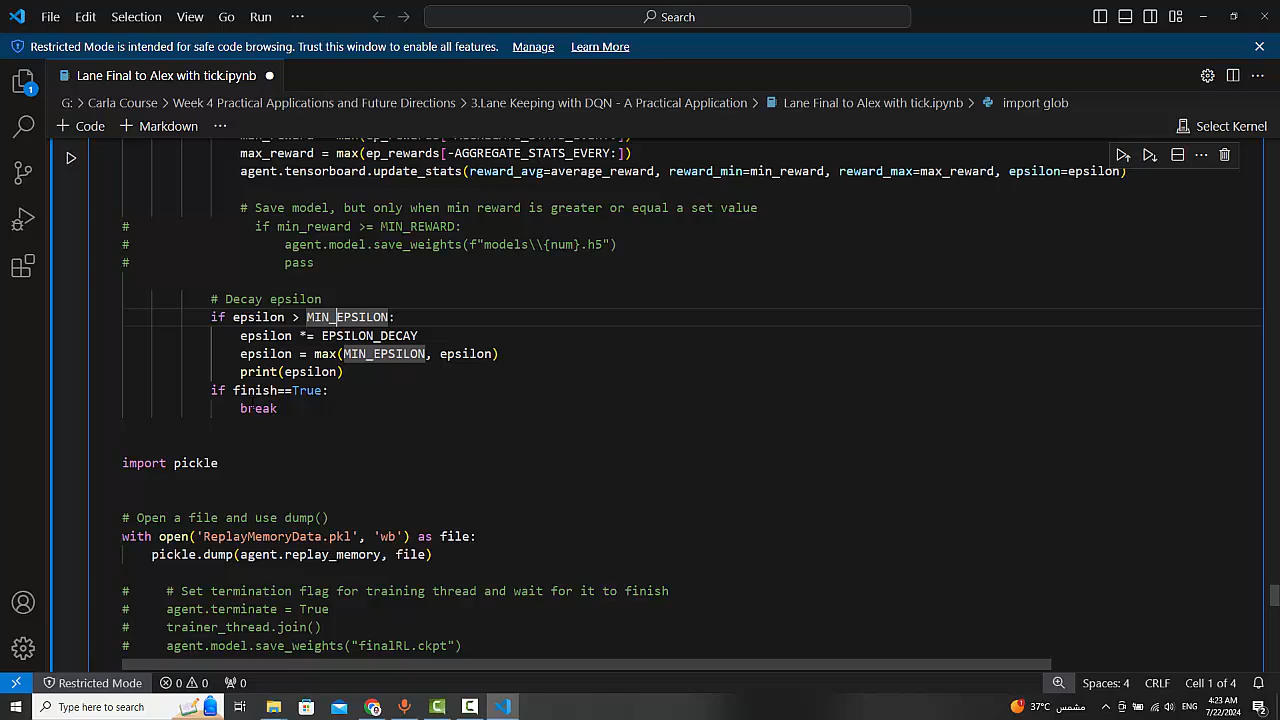 File Edit Selection View Go Run ··· Search
Restricted Mode is intended for safe code browsing. Trust this window to enable all features. Manage Learn More
Lane Final to Alex with tick.ipynb
G: > Carla Course > Week 4 Practical Applications and Future Directions > 3.Lane Keeping with DQN - A Practical Application > Lane Final to Alex with tick.ipynb > import glob
+ Code + Markdown ··· Select Kernel
min_reward = min(ep_rewards[-AGGREGATE_STATS_EVERY:])
max_reward = max(ep_rewards[-AGGREGATE_STATS_EVERY:])
agent.tensorboard.update_stats(reward_avg=average_reward, reward_min=min_reward, reward_max=max_reward, epsilon=epsilon)
# Save model, but only when min reward is greater or equal a set value
# if min_reward >= MIN_REWARD:
# agent.model.save_weights(f"models\\{num}.h5")
# pass
# Decay epsilon
if epsilon > MIN_EPSILON:
epsilon *= EPSILON_DECAY
epsilon = max(MIN_EPSILON, epsilon)
print(epsilon)
if finish==True:
break
import pickle
# Open a file and use dump()
with open('ReplayMemoryData.pkl', 'wb') as file:
pickle.dump(agent.replay_memory, file)
# # Set termination flag for training thread and wait for it to finish
# agent.terminate = True
# trainer_thread.join()
# agent.model.save_weights("finalRL.ckpt")
Restricted Mode 0 0 0 Spaces: 4 CRLF Cell 1 of 4
Type here to search 37°C مشمس ENG 4:23 AM
7/22/2024
1